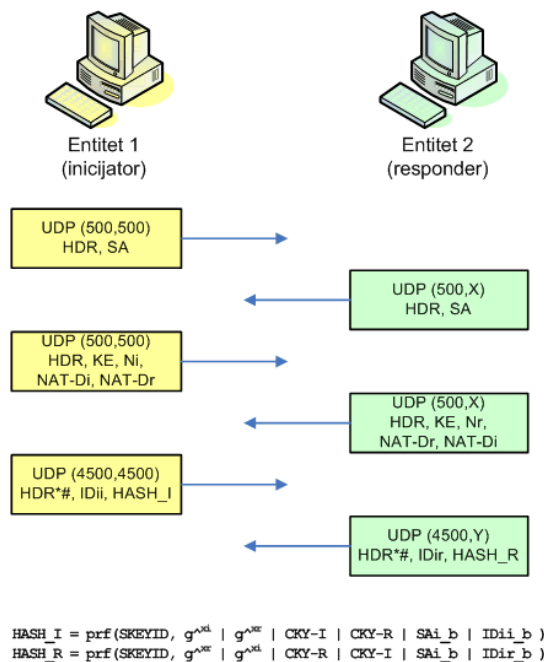 Entitet 1
(inicijator)
Entitet 2
(responder)
UDP (500,500)
HDR, SA
UDP (500,X)
HDR, SA
UDP (500,500)
HDR, KE, Ni,
NAT-Di, NAT-Dr
UDP (500,X)
HDR, KE, Nr,
NAT-Dr, NAT-Di
UDP (4500,4500)
HDR*#, IDii, HASH_I
UDP (4500,Y)
HDR*#, IDir, HASH_R
HASH_I = prf(SKEYID, g^xi | g^xr | CKY-I | CKY-R | SAi_b | IDii_b )
HASH_R = prf(SKEYID, g^xr | g^xi | CKY-R | CKY-I | SAi_b | IDir_b )